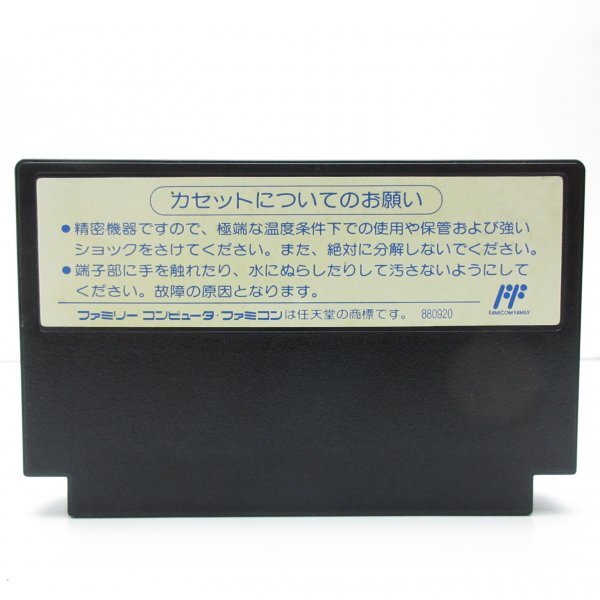 カセットについてのお願い
●精密機器ですので、極端な温度条件下での使用や保管および強い
ショックをさけてください。また、絶対に分解しないでください。
●端子部に手を触れたり、水にぬらしたりして汚さないようにして
ください。故障の原因となります。
FF
FAMICOM FAMILY
ファミリー コンピュータ・ファミコンは任天堂の商標です。 880920